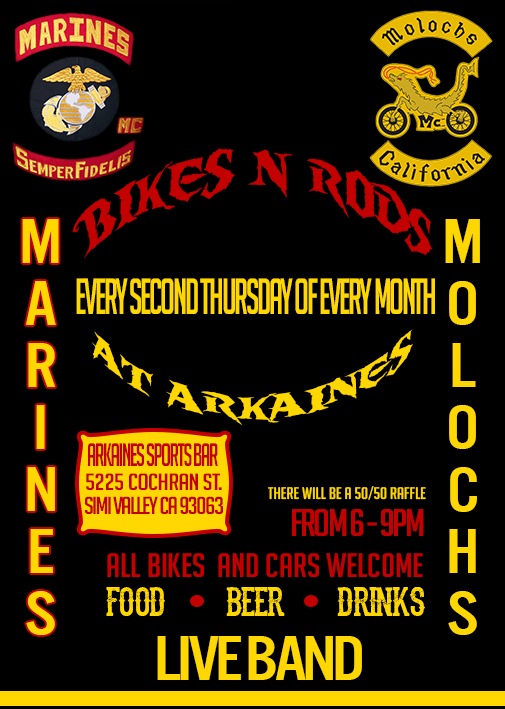 MARINES
MC
SEMPER FIDELIS
Molochs
Mc.
California
BIKES N RODS
MARINES
MOLOCHS
EVERY SECOND THURSDAY OF EVERY MONTH
AT ARKAINES
ARKAINES SPORTS BAR
5225 COCHRAN ST.
SIMI VALLEY CA 93063
THERE WILL BE A 50/50 RAFFLE
FROM 6 - 9PM
ALL BIKES AND CARS WELCOME
FOOD • BEER • DRINKS
LIVE BAND